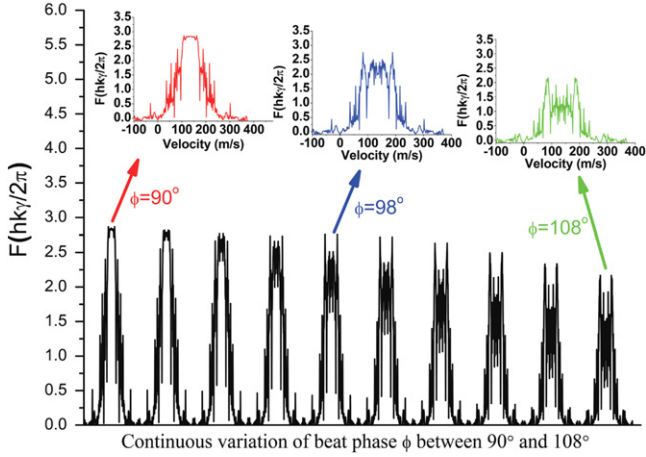 F(hkγ/2π)
6.0
5.5
5.0
4.5
4.0
3.5
3.0
2.5
2.0
1.5
1.0
0.5
0.0
F(hkγ/2π)
3.5
3.0
2.5
2.0
1.5
1.0
0.5
0.0
-100 0 100 200 300 400
Velocity (m/s)
F(hkγ/2π)
3.5
3.0
2.5
2.0
1.5
1.0
0.5
0.0
-100 0 100 200 300 400
Velocity (m/s)
F(hkγ/2π)
3.5
3.0
2.5
2.0
1.5
1.0
0.5
0.0
-100 0 100 200 300 400
Velocity (m/s)
ϕ=90°
ϕ=98°
ϕ=108°
Continuous variation of beat phase ϕ between 90° and 108°